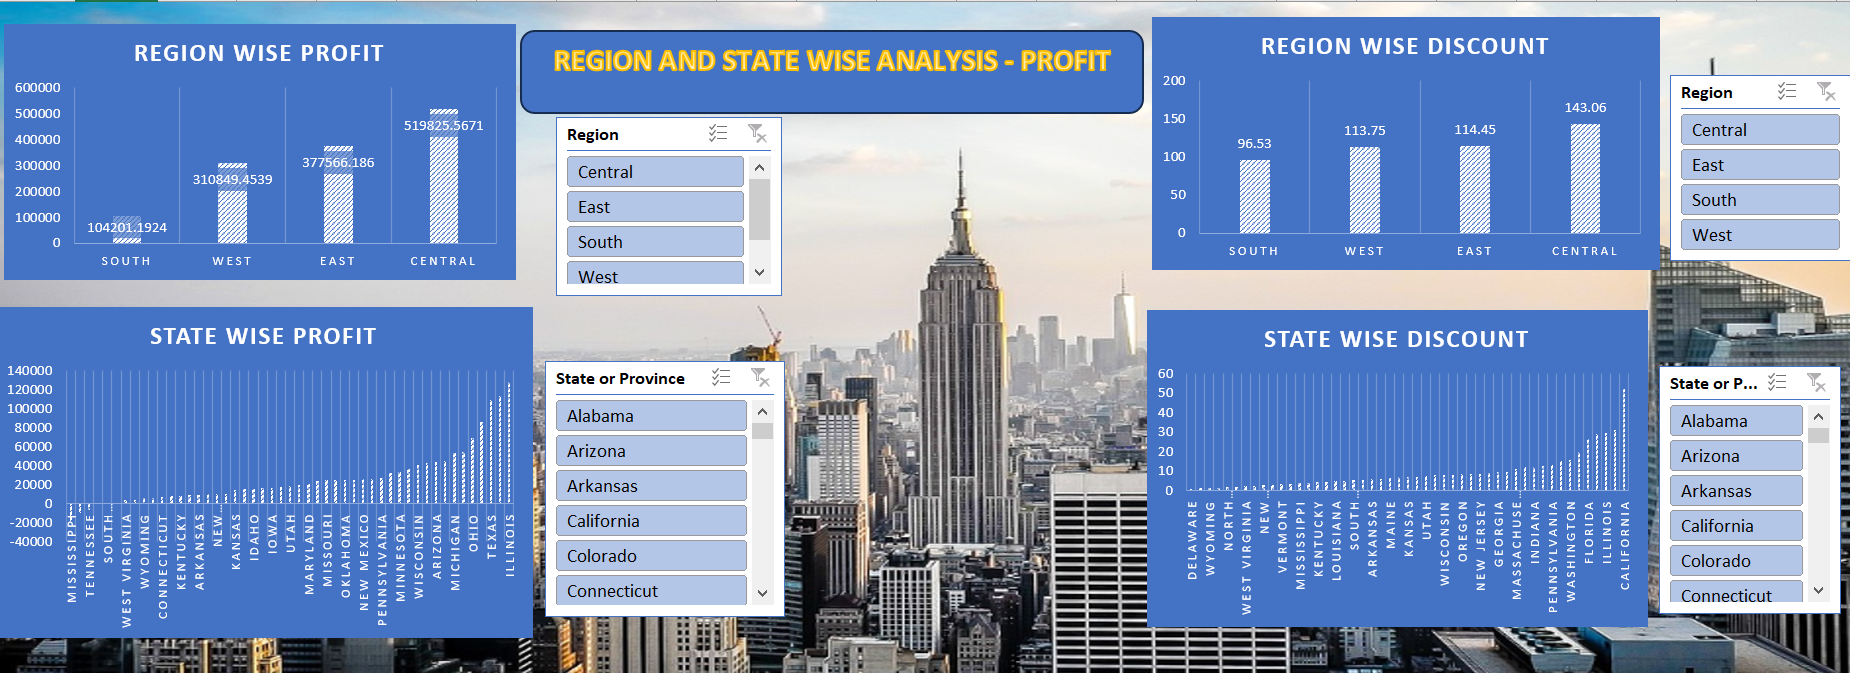 REGION WISE PROFIT
600000
500000
400000
300000
200000
100000
0
104201.1924
310849.4539
377566.186
519825.5671
SOUTH
WEST
EAST
CENTRAL
REGION AND STATE WISE ANALYSIS - PROFIT
Region
Central
East
South
West
REGION WISE DISCOUNT
200
150
100
50
0
96.53
113.75
114.45
143.06
SOUTH
WEST
EAST
CENTRAL
Region
Central
East
South
West
STATE WISE PROFIT
140000
120000
100000
80000
60000
40000
20000
0
-20000
-40000
MISSISSIPPI
TENNESSEE
SOUTH…
WEST VIRGINIA
WYOMING
CONNECTICUT
KENTUCKY
ARKANSAS
NEW…
KANSAS
IDAHO
IOWA
UTAH
MARYLAND
MISSOURI
OKLAHOMA
NEW MEXICO
PENNSYLVANIA
MINNESOTA
WISCONSIN
ARIZONA
MICHIGAN
OHIO
TEXAS
ILLINOIS
State or Province
Alabama
Arizona
Arkansas
California
Colorado
Connecticut
STATE WISE DISCOUNT
60
50
40
30
20
10
0
DELAWARE
WYOMING
NORTH…
WEST VIRGINIA
NEW…
VERMONT
MISSISSIPPI
KENTUCKY
LOUISIANA
SOUTH…
ARKANSAS
MAINE
KANSAS
UTAH
WISCONSIN
OREGON
NEW JERSEY
GEORGIA
MASSACHUSE…
INDIANA
PENNSYLVANIA
WASHINGTON
FLORIDA
ILLINOIS
CALIFORNIA
State or P...
Alabama
Arizona
Arkansas
California
Colorado
Connecticut